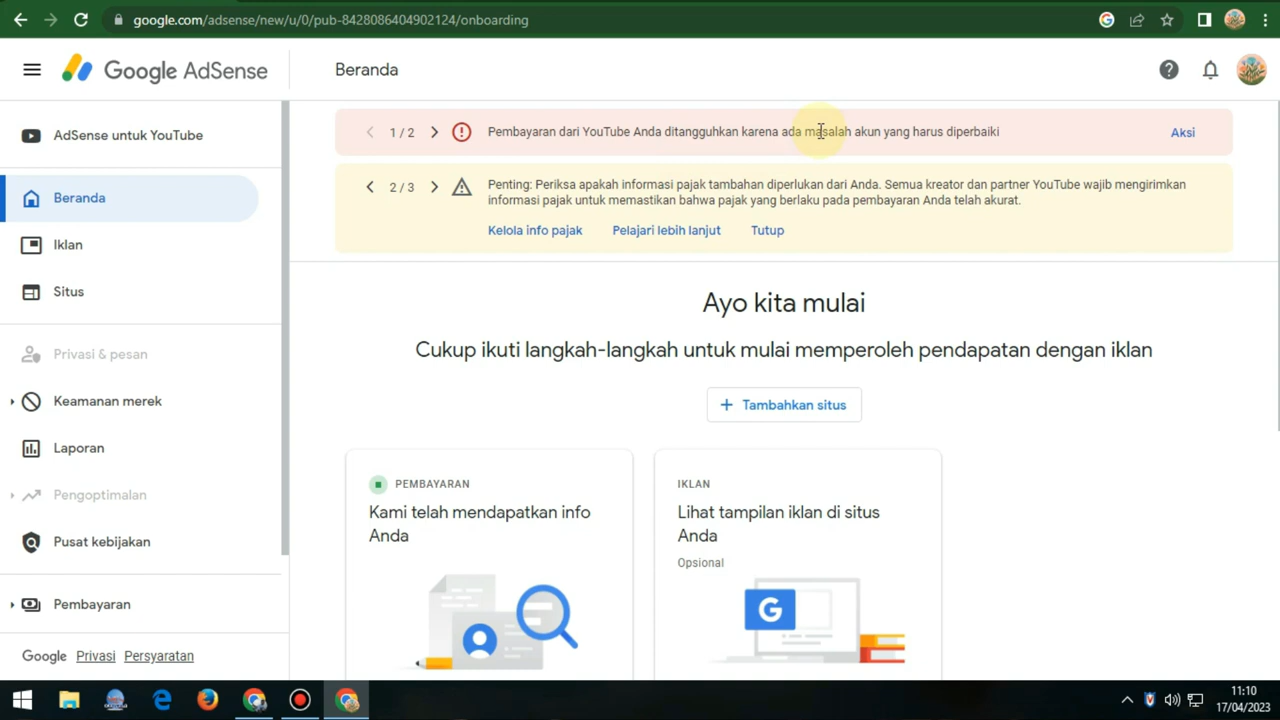 google.com/adsense/new/u/0/pub-8428086404902124/onboarding
Google AdSense
Beranda
AdSense untuk YouTube
Beranda
Iklan
Situs
Privasi & pesan
Keamanan merek
Laporan
Pengoptimalan
Pusat kebijakan
Pembayaran
Google Privasi Persyaratan
1 / 2 Pembayaran dari YouTube Anda ditangguhkan karena ada masalah akun yang harus diperbaiki Aksi
2 / 3 Penting: Periksa apakah informasi pajak tambahan diperlukan dari Anda. Semua kreator dan partner YouTube wajib mengirimkan
informasi pajak untuk memastikan bahwa pajak yang berlaku pada pembayaran Anda telah akurat.
Kelola info pajak Pelajari lebih lanjut Tutup
Ayo kita mulai
Cukup ikuti langkah-langkah untuk mulai memperoleh pendapatan dengan iklan
+ Tambahkan situs
PEMBAYARAN
Kami telah mendapatkan info
Anda
IKLAN
Lihat tampilan iklan di situs
Anda
Opsional
G
11:10
17/04/2023